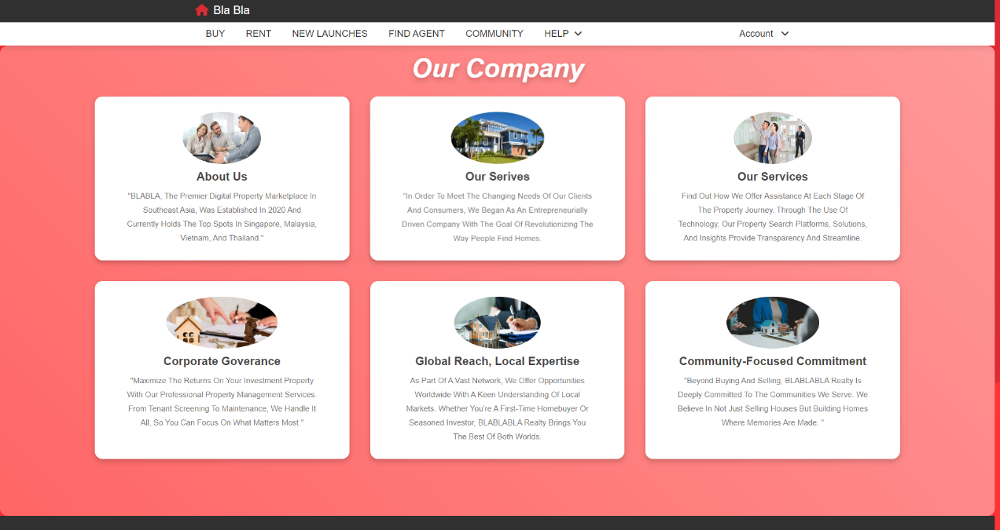 Bla Bla
BUY RENT NEW LAUNCHES FIND AGENT COMMUNITY HELP Account
Our Company
About Us
"BLABLA, The Premier Digital Property Marketplace In
Southeast Asia, Was Established In 2020 And
Currently Holds The Top Spots In Singapore, Malaysia,
Vietnam, And Thailand."
Our Serives
"In Order To Meet The Changing Needs Of Our Clients
And Consumers, We Began As An Entrepreneurially
Driven Company With The Goal Of Revolutionizing The
Way People Find Homes.
Our Services
Find Out How We Offer Assistance At Each Stage Of
The Property Journey. Through The Use Of
Technology, Our Property Search Platforms, Solutions,
And Insights Provide Transparency And Streamline.
Corporate Goverance
"Maximize The Returns On Your Investment Property
With Our Professional Property Management Services.
From Tenant Screening To Maintenance, We Handle It
All, So You Can Focus On What Matters Most."
Global Reach, Local Expertise
As Part Of A Vast Network, We Offer Opportunities
Worldwide With A Keen Understanding Of Local
Markets. Whether You're A First-Time Homebuyer Or
Seasoned Investor, BLABLABLA Realty Brings You
The Best Of Both Worlds.
Community-Focused Commitment
"Beyond Buying And Selling, BLABLABLA Realty Is
Deeply Committed To The Communities We Serve. We
Believe In Not Just Selling Houses But Building Homes
Where Memories Are Made. "